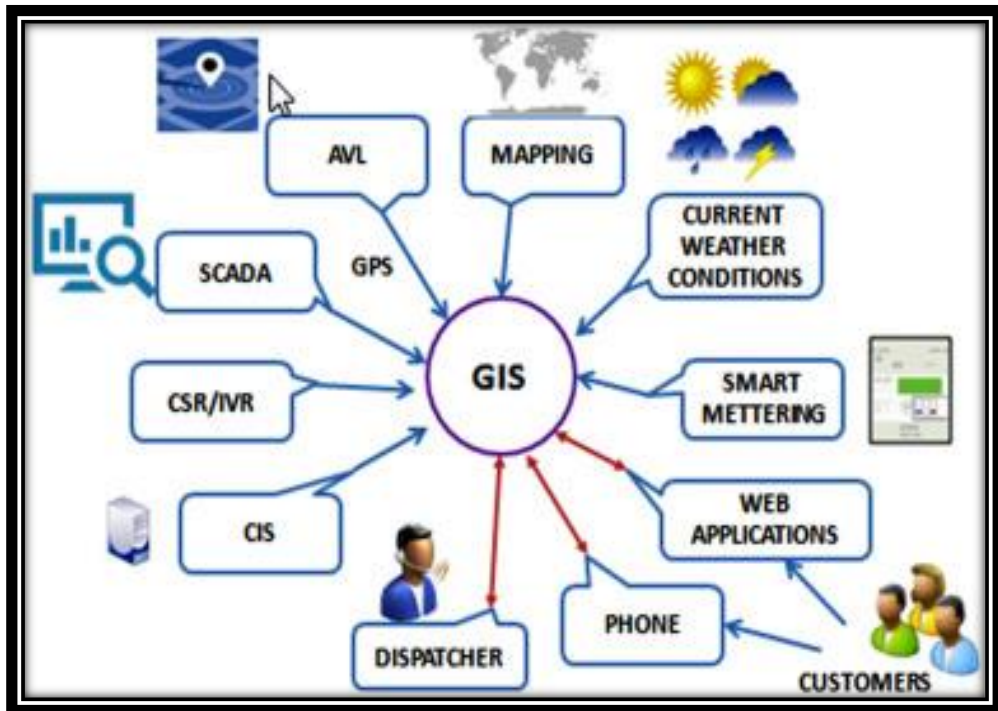 AVL
MAPPING
CURRENT
WEATHER
CONDITIONS
SCADA
GPS
GIS
CSR/IVR
SMART
METTERING
CIS
WEB
APPLICATIONS
DISPATCHER
PHONE
CUSTOMERS